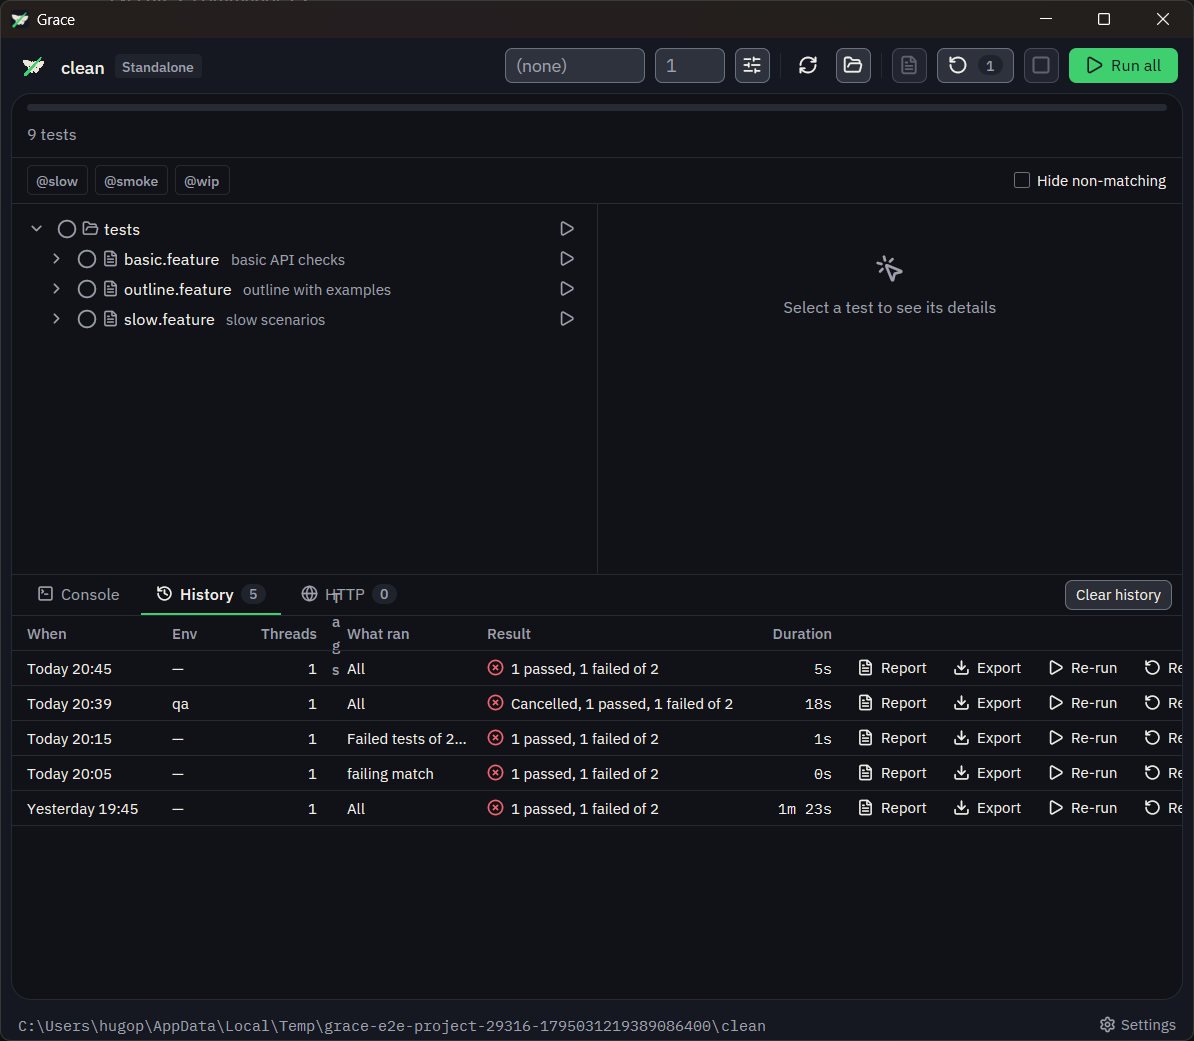 Grace
clean Standalone (none) 1 1 Run all
9 tests
@slow @smoke @wip Hide non-matching
tests
basic.feature basic API checks
outline.feature outline with examples
slow.feature slow scenarios
Select a test to see its details
Console History 5 HTTP 0 Clear history
When Env Threads Tags What ran Result Duration
Today 20:45 — 1 All 1 passed, 1 failed of 2 5s Report Export Re-run Re
Today 20:39 qa 1 All Cancelled, 1 passed, 1 failed of 2 18s Report Export Re-run Re
Today 20:15 — 1 Failed tests of 2... 1 passed, 1 failed of 2 1s Report Export Re-run Re
Today 20:05 — 1 failing match 1 passed, 1 failed of 2 0s Report Export Re-run Re
Yesterday 19:45 — 1 All 1 passed, 1 failed of 2 1m 23s Report Export Re-run Re
C:\Users\hugop\AppData\Local\Temp\grace-e2e-project-29316-1795031219389086400\clean Settings